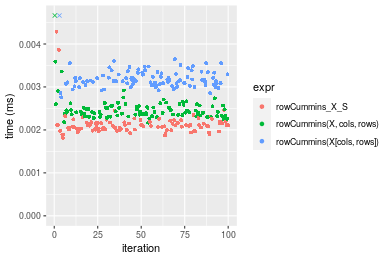 0.004
0.003
0.002
0.001
0.000
time (ms)
0
25
50
75
100
iteration
expr
rowCummins_X_S
rowCummins(X, cols, rows)
rowCummins(X[cols, rows])